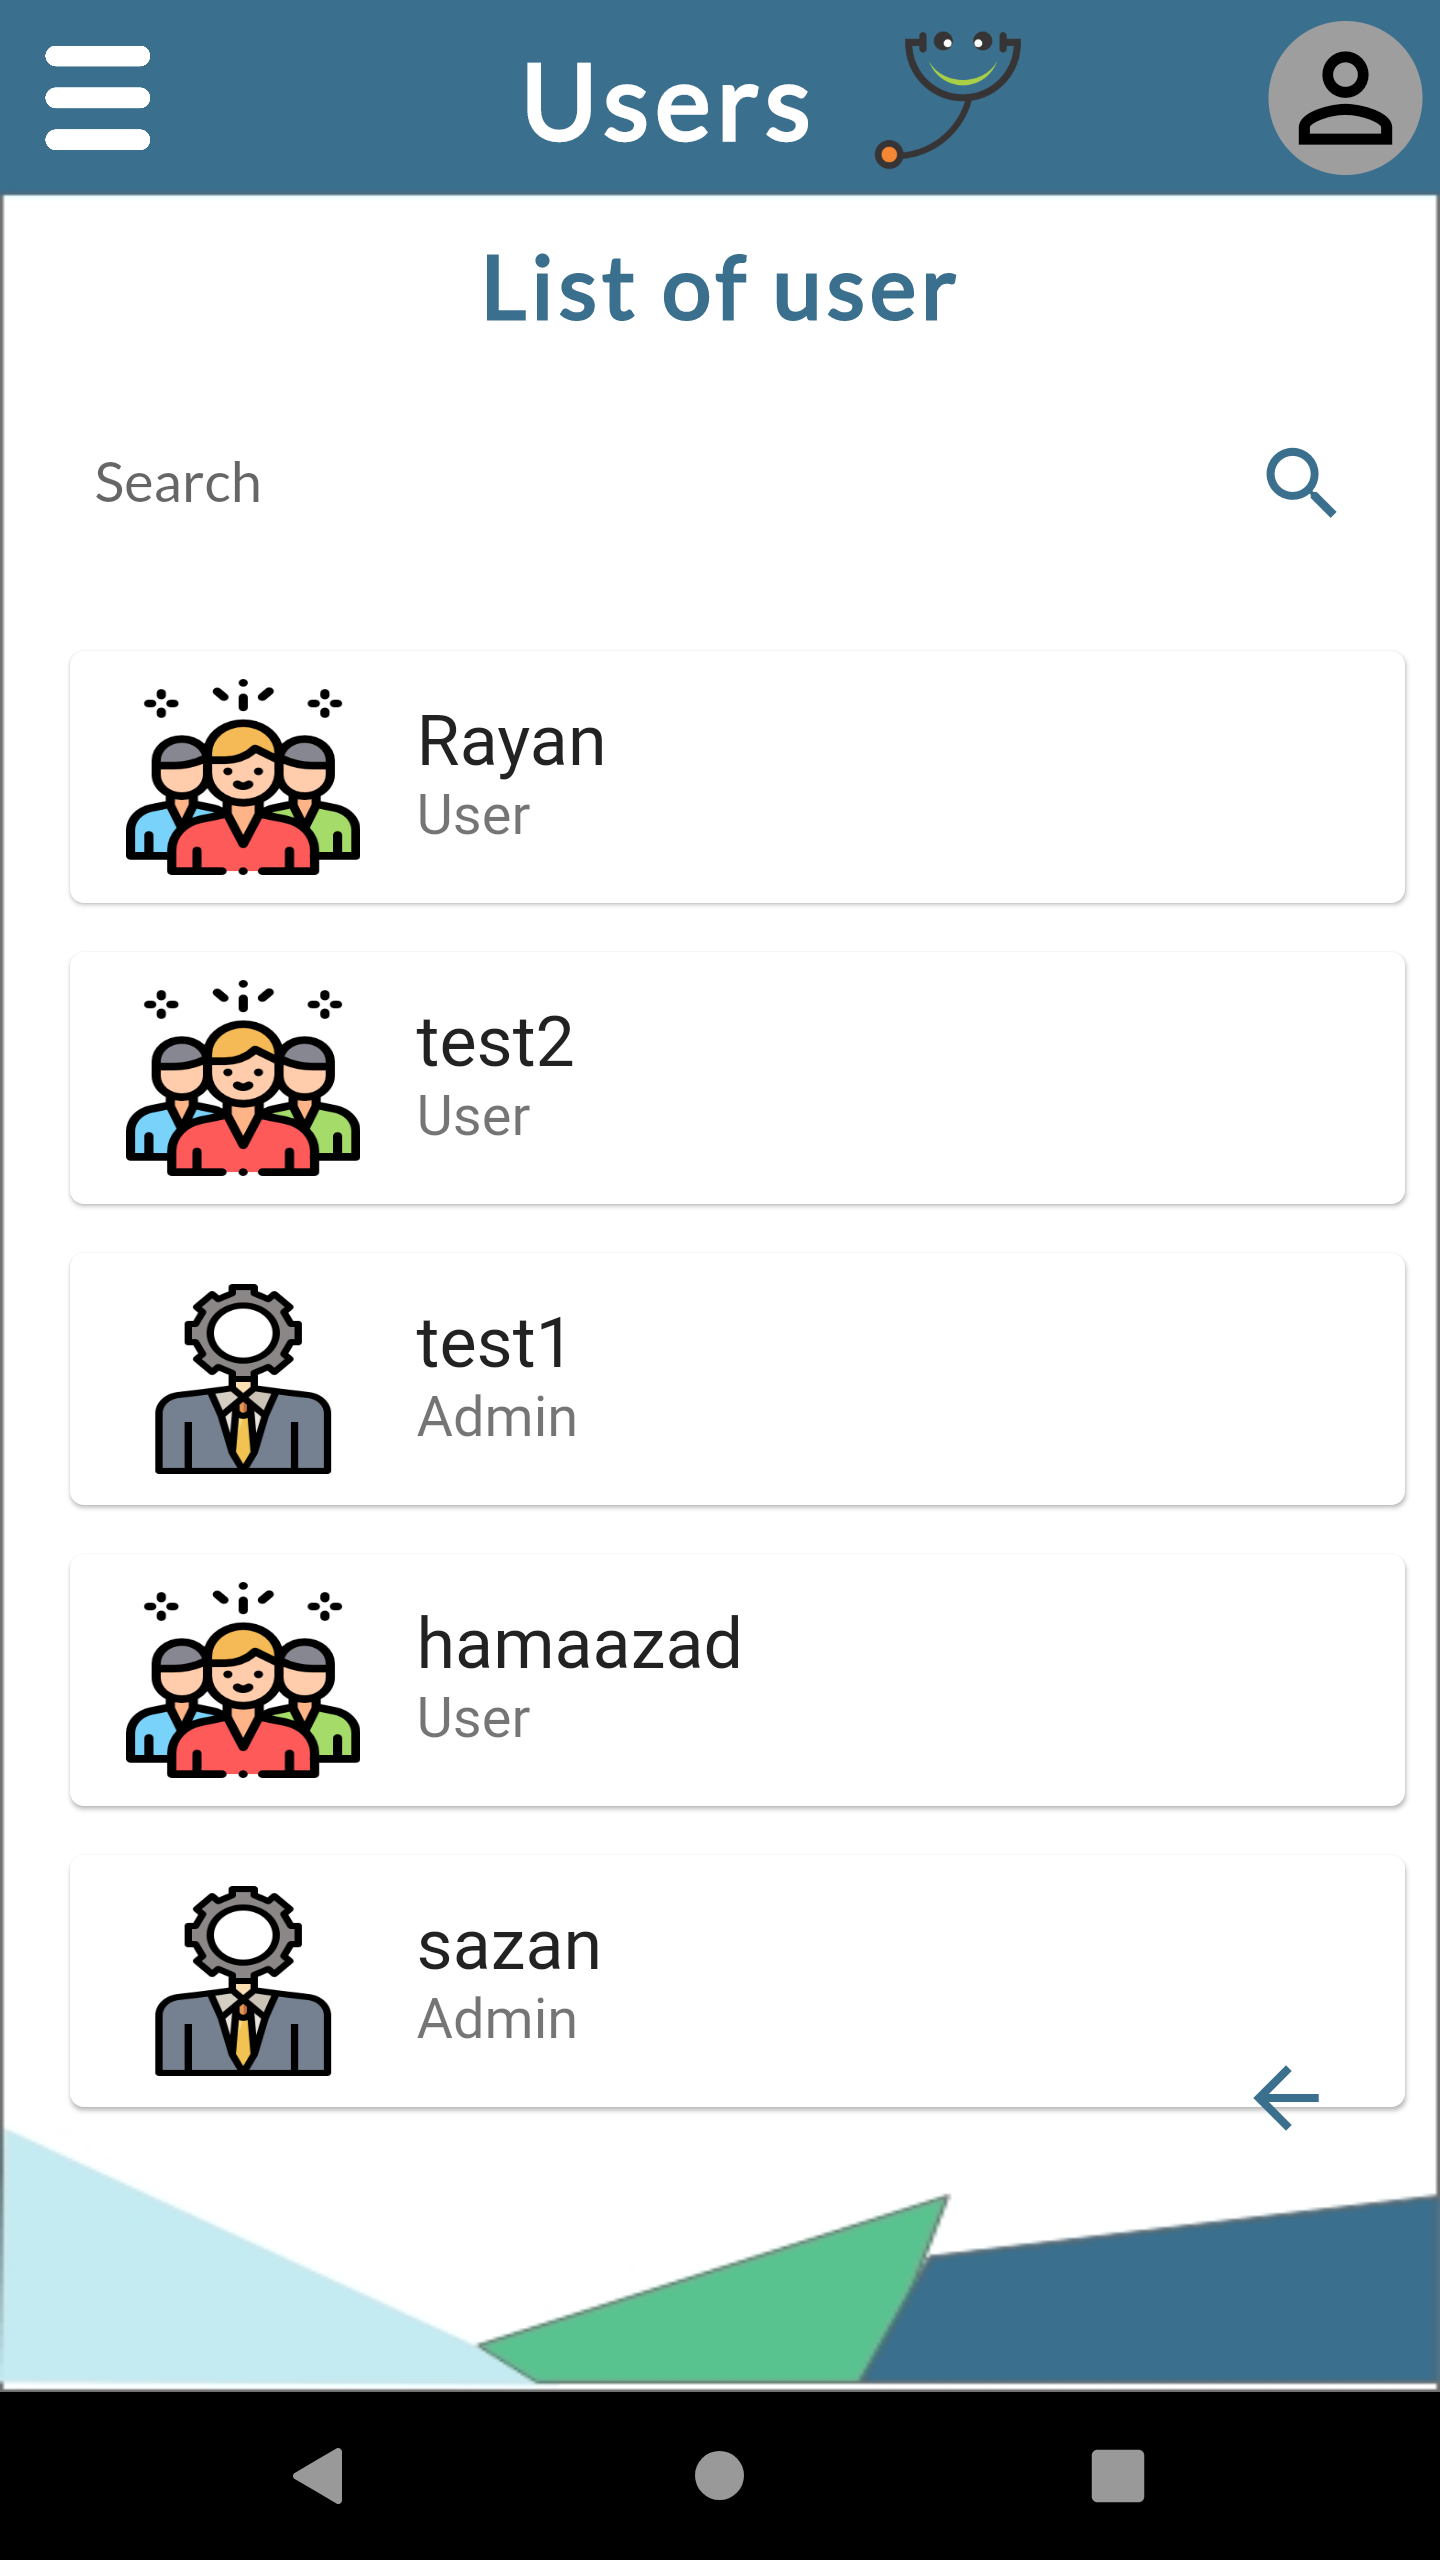 Users
List of user
Search
Rayan
User
test2
User
test1
Admin
hamaazad
User
sazan
Admin